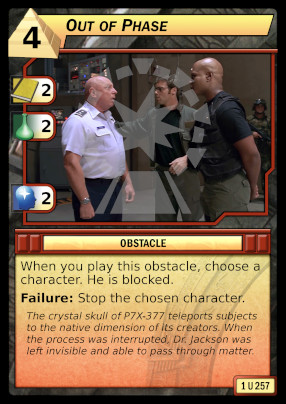 4
OUT OF PHASE
2
2
2
OBSTACLE
When you play this obstacle, choose a
character. He is blocked.
Failure: Stop the chosen character.
The crystal skull of P7X-377 teleports subjects
to the native dimension of its creators. When
the process was interrupted, Dr. Jackson was
left invisible and able to pass through matter.
1 U 257